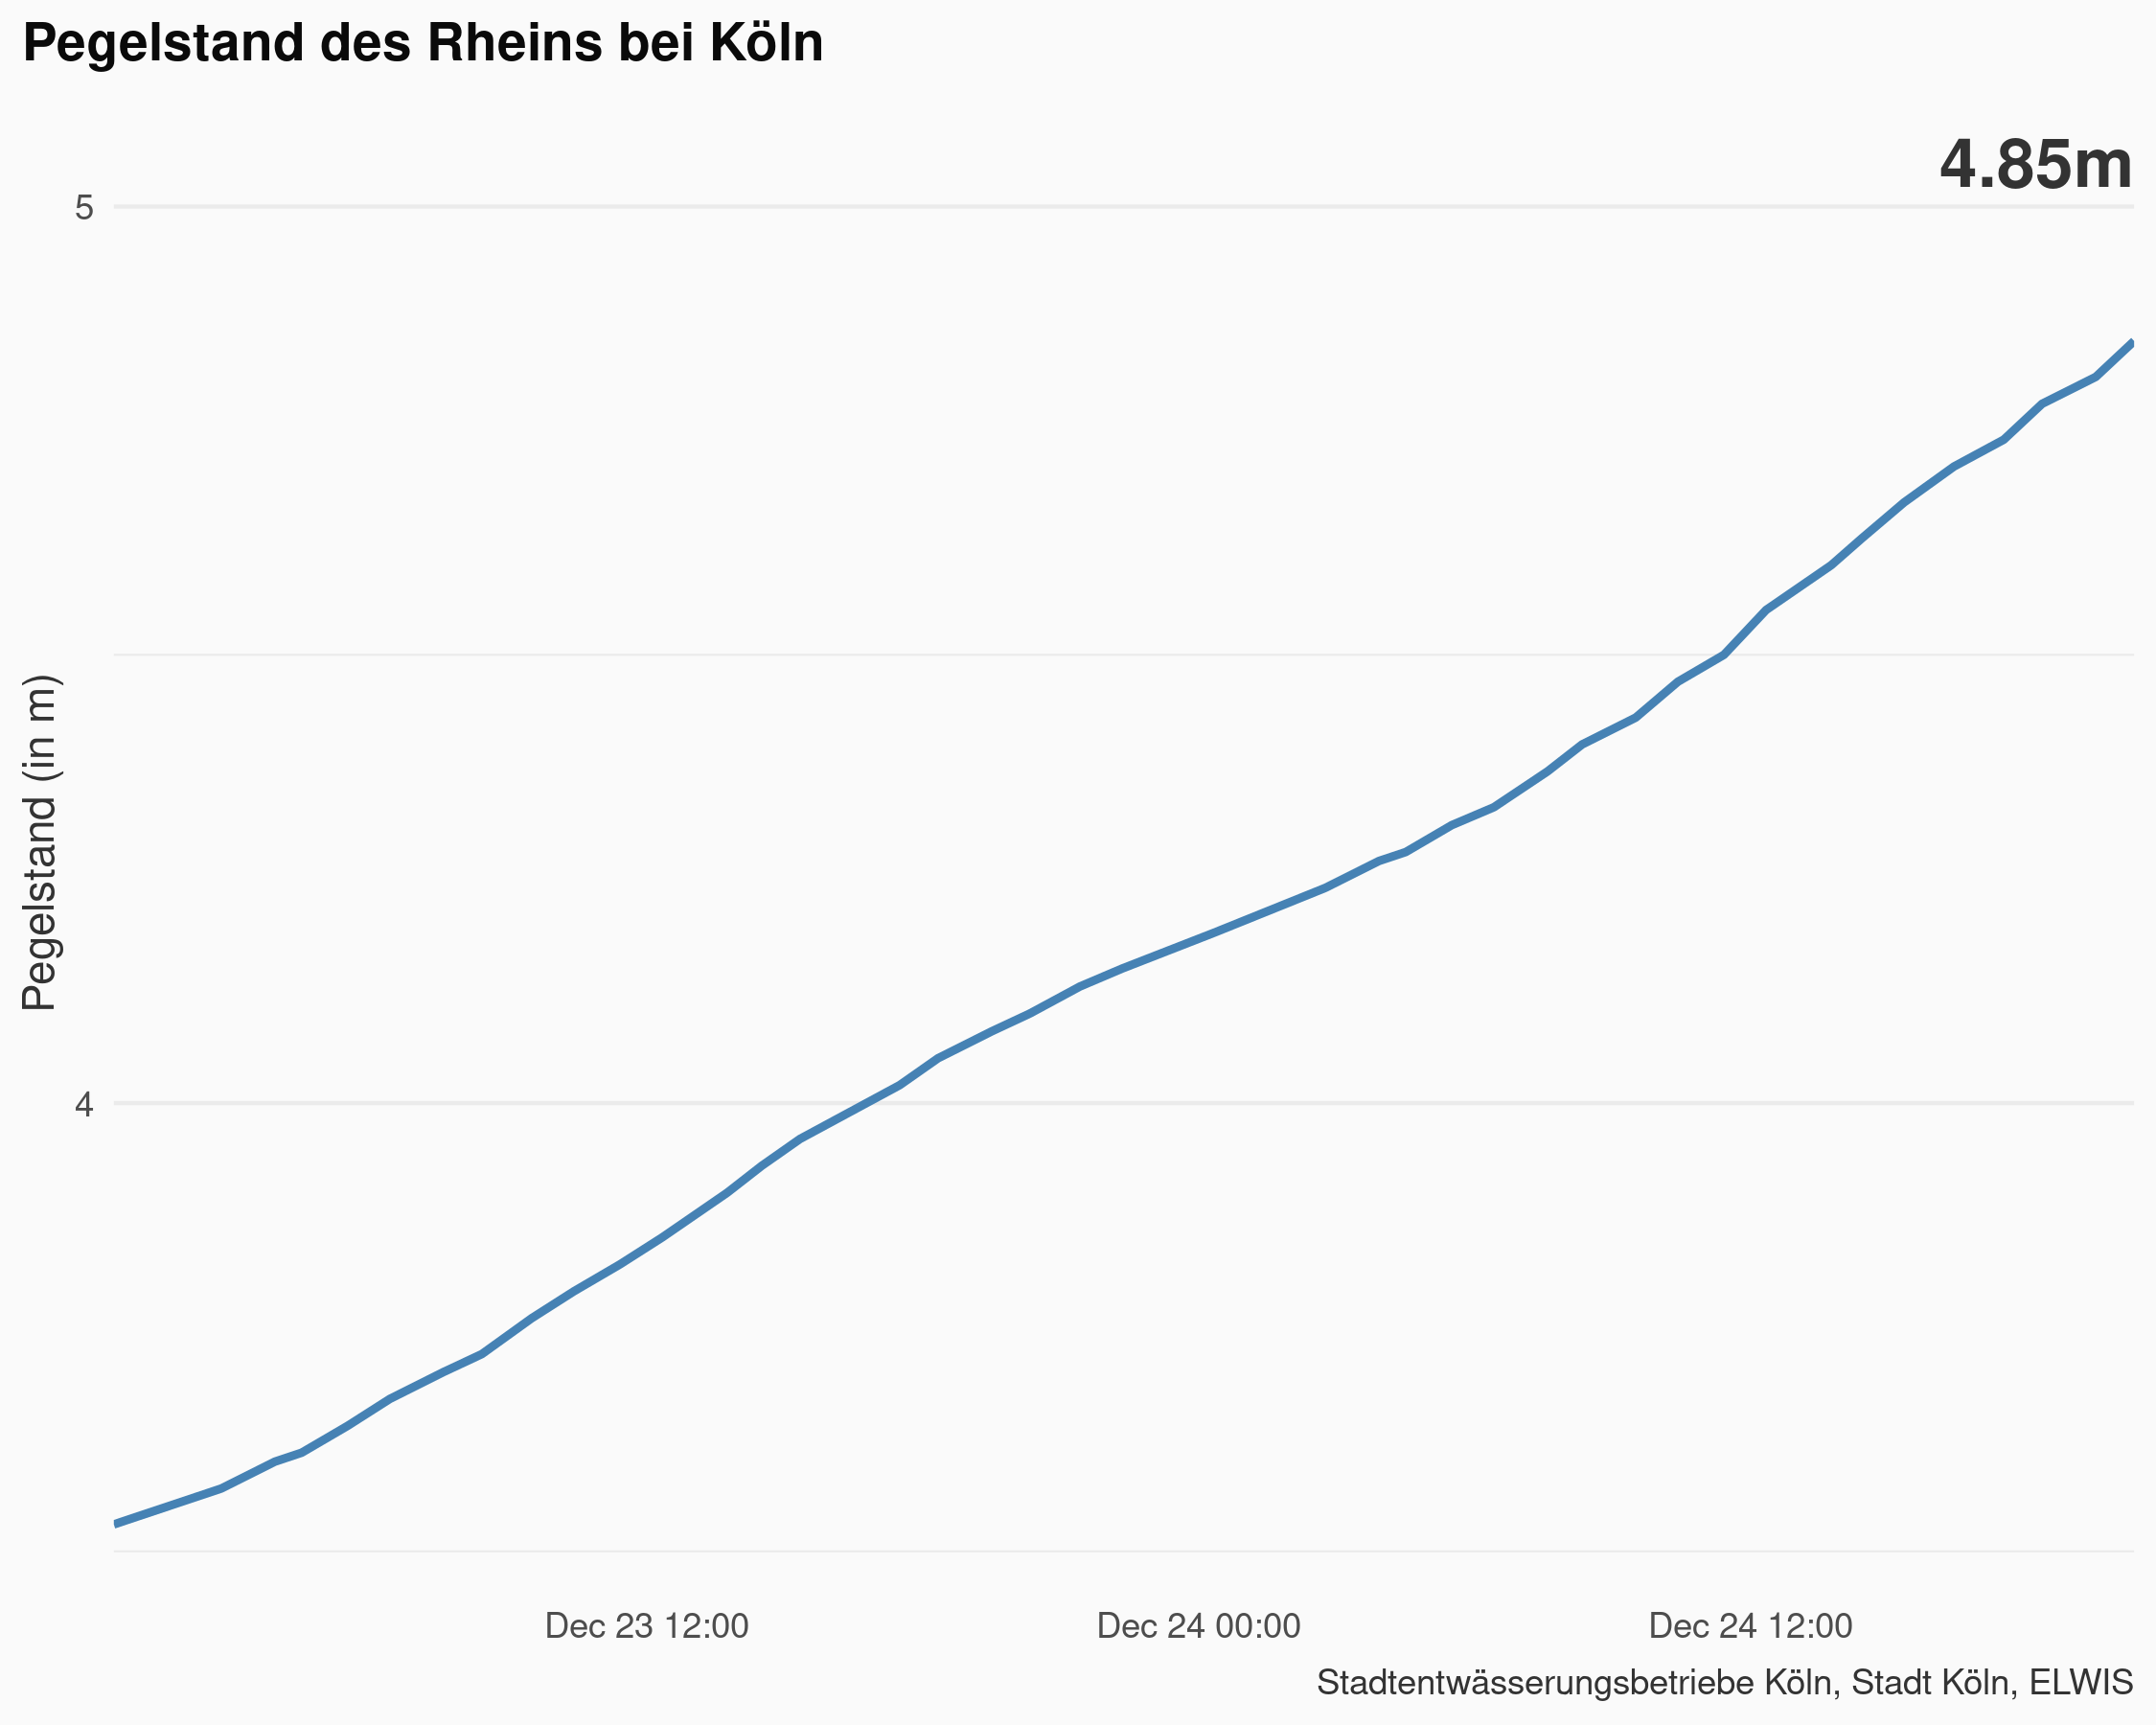 Pegelstand des Rheins bei Köln
4.85m
5
4
Pegelstand (in m)
Dec 23 12:00
Dec 24 00:00
Dec 24 12:00
Stadtentwässerungsbetriebe Köln, Stadt Köln, ELWIS